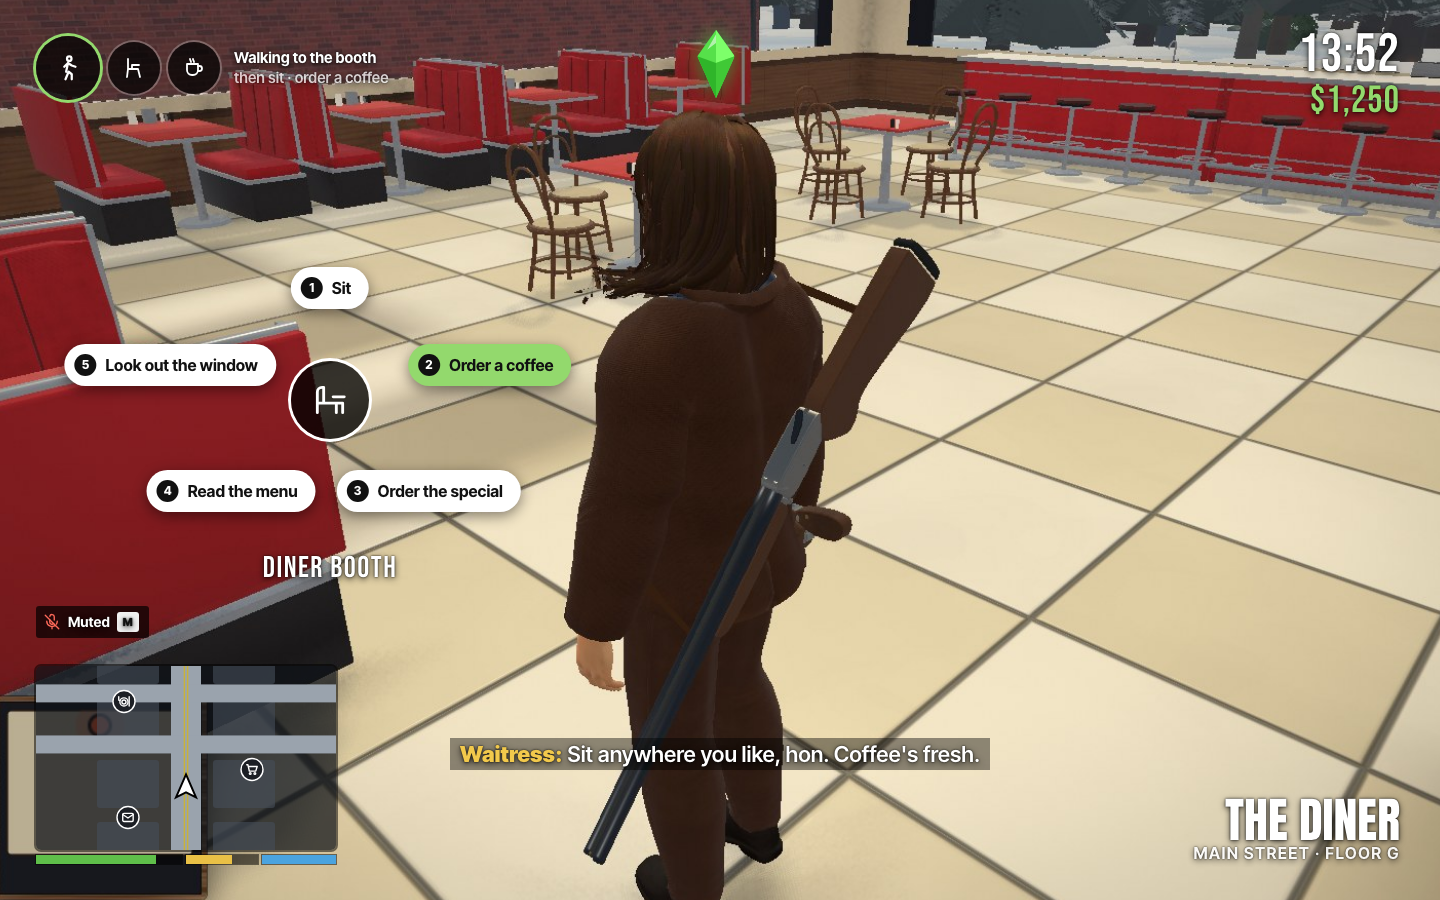 Walking to the booth
then sit · order a coffee
13:52
$1,250
1 Sit
5 Look out the window
2 Order a coffee
4 Read the menu
3 Order the special
DINER BOOTH
Muted M
Waitress: Sit anywhere you like, hon. Coffee's fresh.
THE DINER
MAIN STREET · FLOOR G